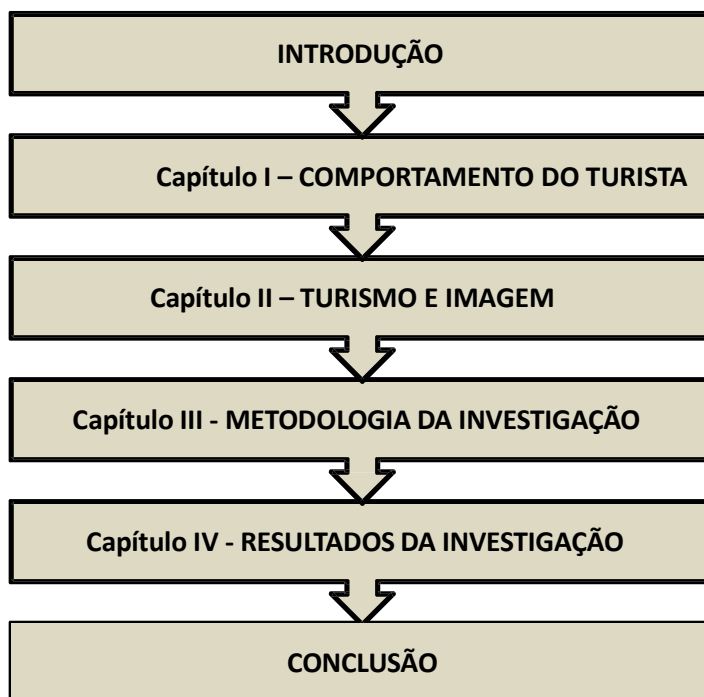 INTRODUÇÃO
Capítulo I – COMPORTAMENTO DO TURISTA
Capítulo II – TURISMO E IMAGEM
Capítulo III - METODOLOGIA DA INVESTIGAÇÃO
Capítulo IV - RESULTADOS DA INVESTIGAÇÃO
CONCLUSÃO